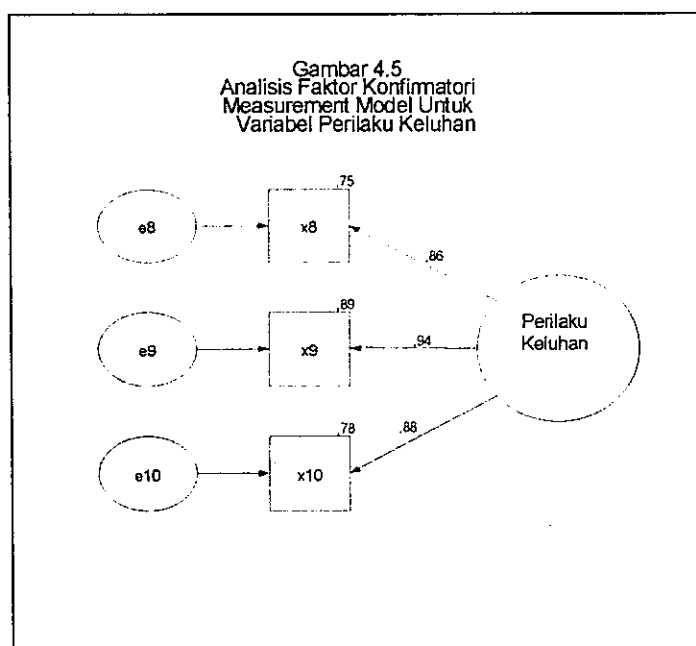 Gambar 4.5
Analisis Faktor Konfirmatori
Measurement Model Untuk
Variabel Perilaku Keluhan
,75
e8
x8
,86
,89
e9
x9
,94
Perilaku
Keluhan
,78
e10
x10
,88